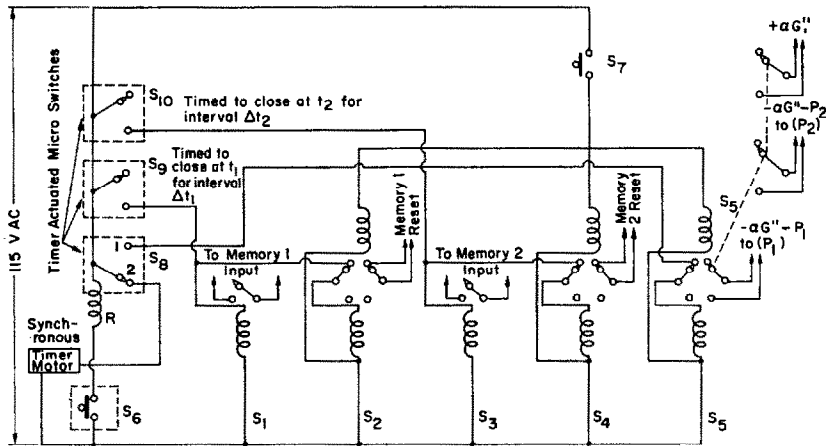 115 V AC
Timer Actuated Micro Switches
S10 Timed to close at t2 for
interval Δt2
S9 Timed to
close at t1
for interval
Δt1
1
2
S8
R
Synch-
ronous
Timer
Motor
S6
S7
To Memory 1
Input
Memory 1
Reset
To Memory 2
Input
Memory
2 Reset
S5
+αG''1
-αG''-P2
to (P2)
-αG''-P1
to (P1)
S1
S2
S3
S4
S5